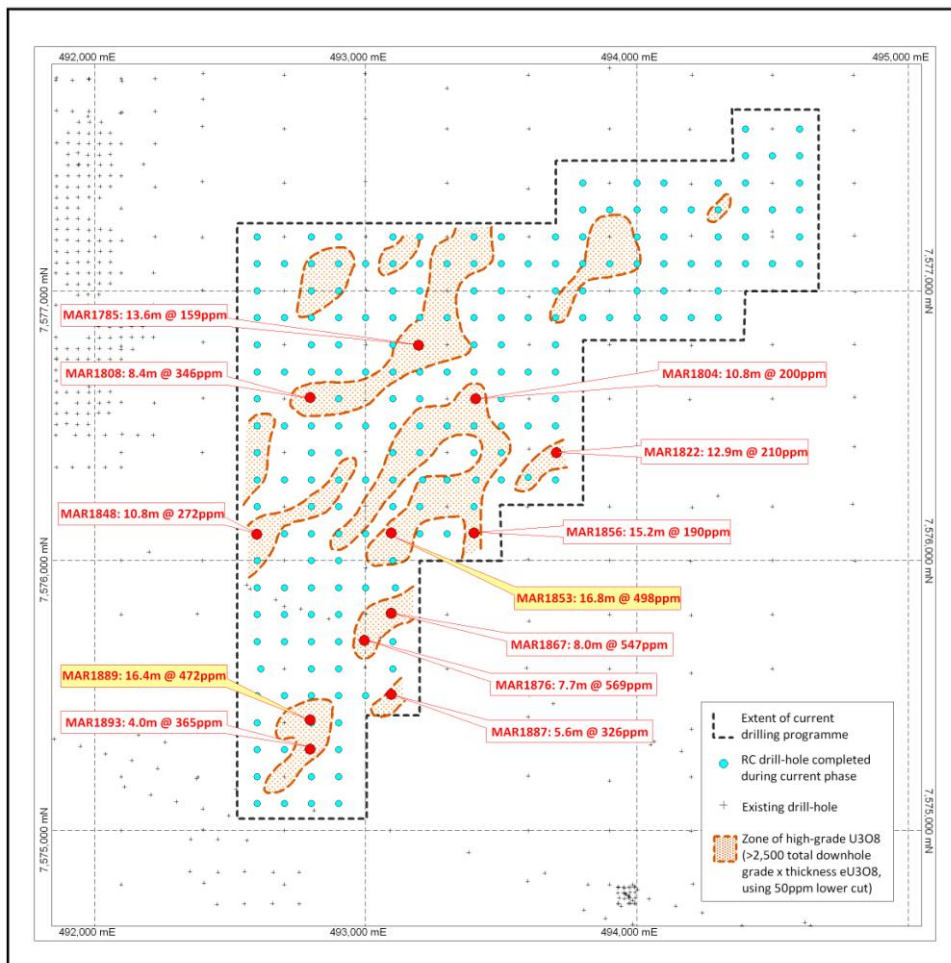 492,000 mE
493,000 mE
494,000 mE
495,000 mE
7,577,000 mN
7,577,000 mN
MAR1785: 13.6m @ 159ppm
MAR1808: 8.4m @ 346ppm
MAR1804: 10.8m @ 200ppm
MAR1822: 12.9m @ 210ppm
MAR1848: 10.8m @ 272ppm
MAR1856: 15.2m @ 190ppm
7,576,000 mN
7,576,000 mN
MAR1853: 16.8m @ 498ppm
MAR1867: 8.0m @ 547ppm
MAR1889: 16.4m @ 472ppm
MAR1876: 7.7m @ 569ppm
MAR1893: 4.0m @ 365ppm
MAR1887: 5.6m @ 326ppm
Extent of current
drilling programme
RC drill-hole completed
during current phase
Existing drill-hole
Zone of high-grade U3O8
(>2,500 total downhole
grade x thickness eU3O8,
using 50ppm lower cut)
7,575,000 mN
7,575,000 mN
492,000 mE
493,000 mE
494,000 mE